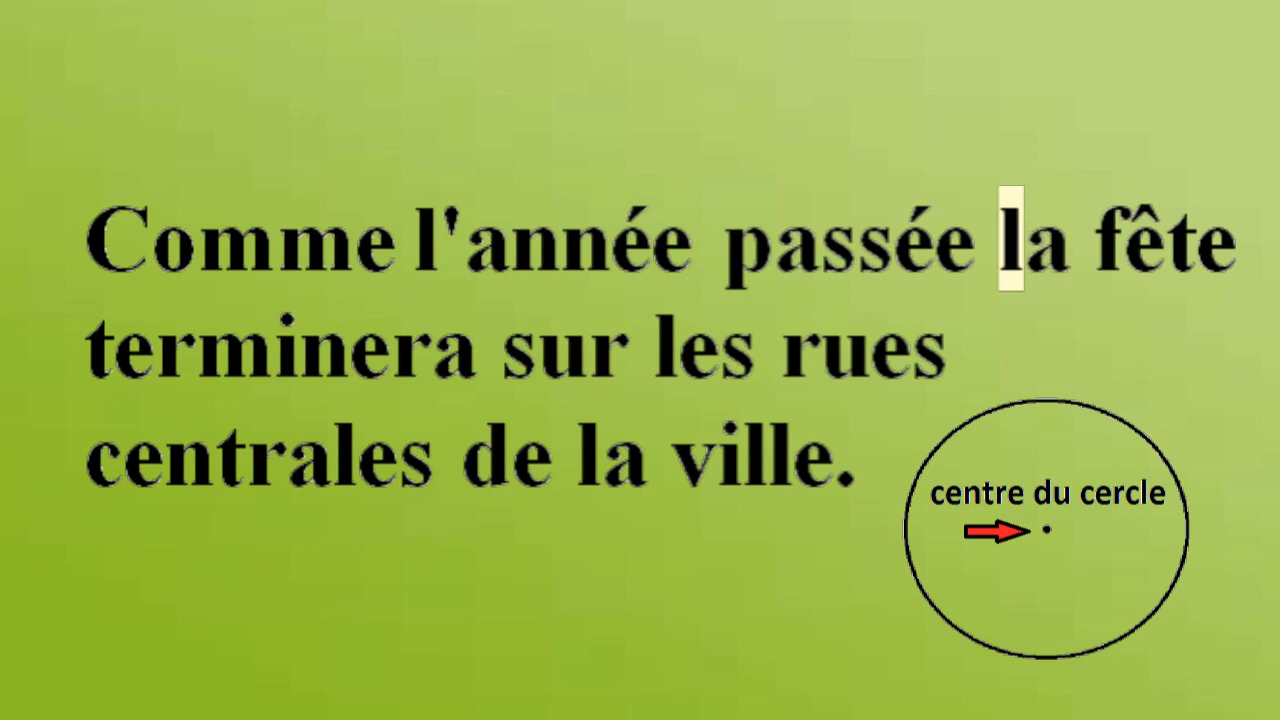 Comme l'année passée la fête
terminera sur les rues
centrales de la ville.
centre du cercle